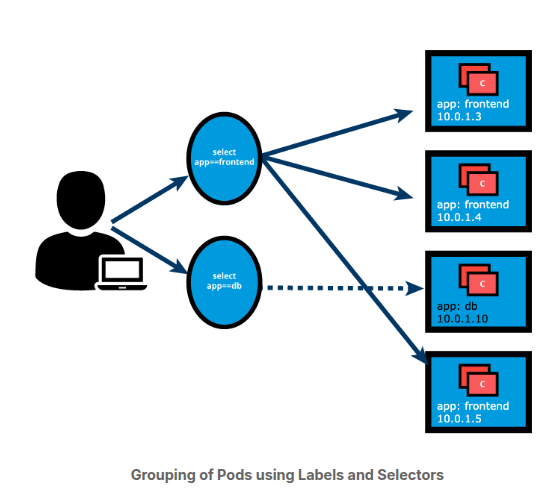 C
app: frontend
10.0.1.3
select
app==frontend
C
app: frontend
10.0.1.4
select
app==db
C
app: db
10.0.1.10
C
app: frontend
10.0.1.5
Grouping of Pods using Labels and Selectors